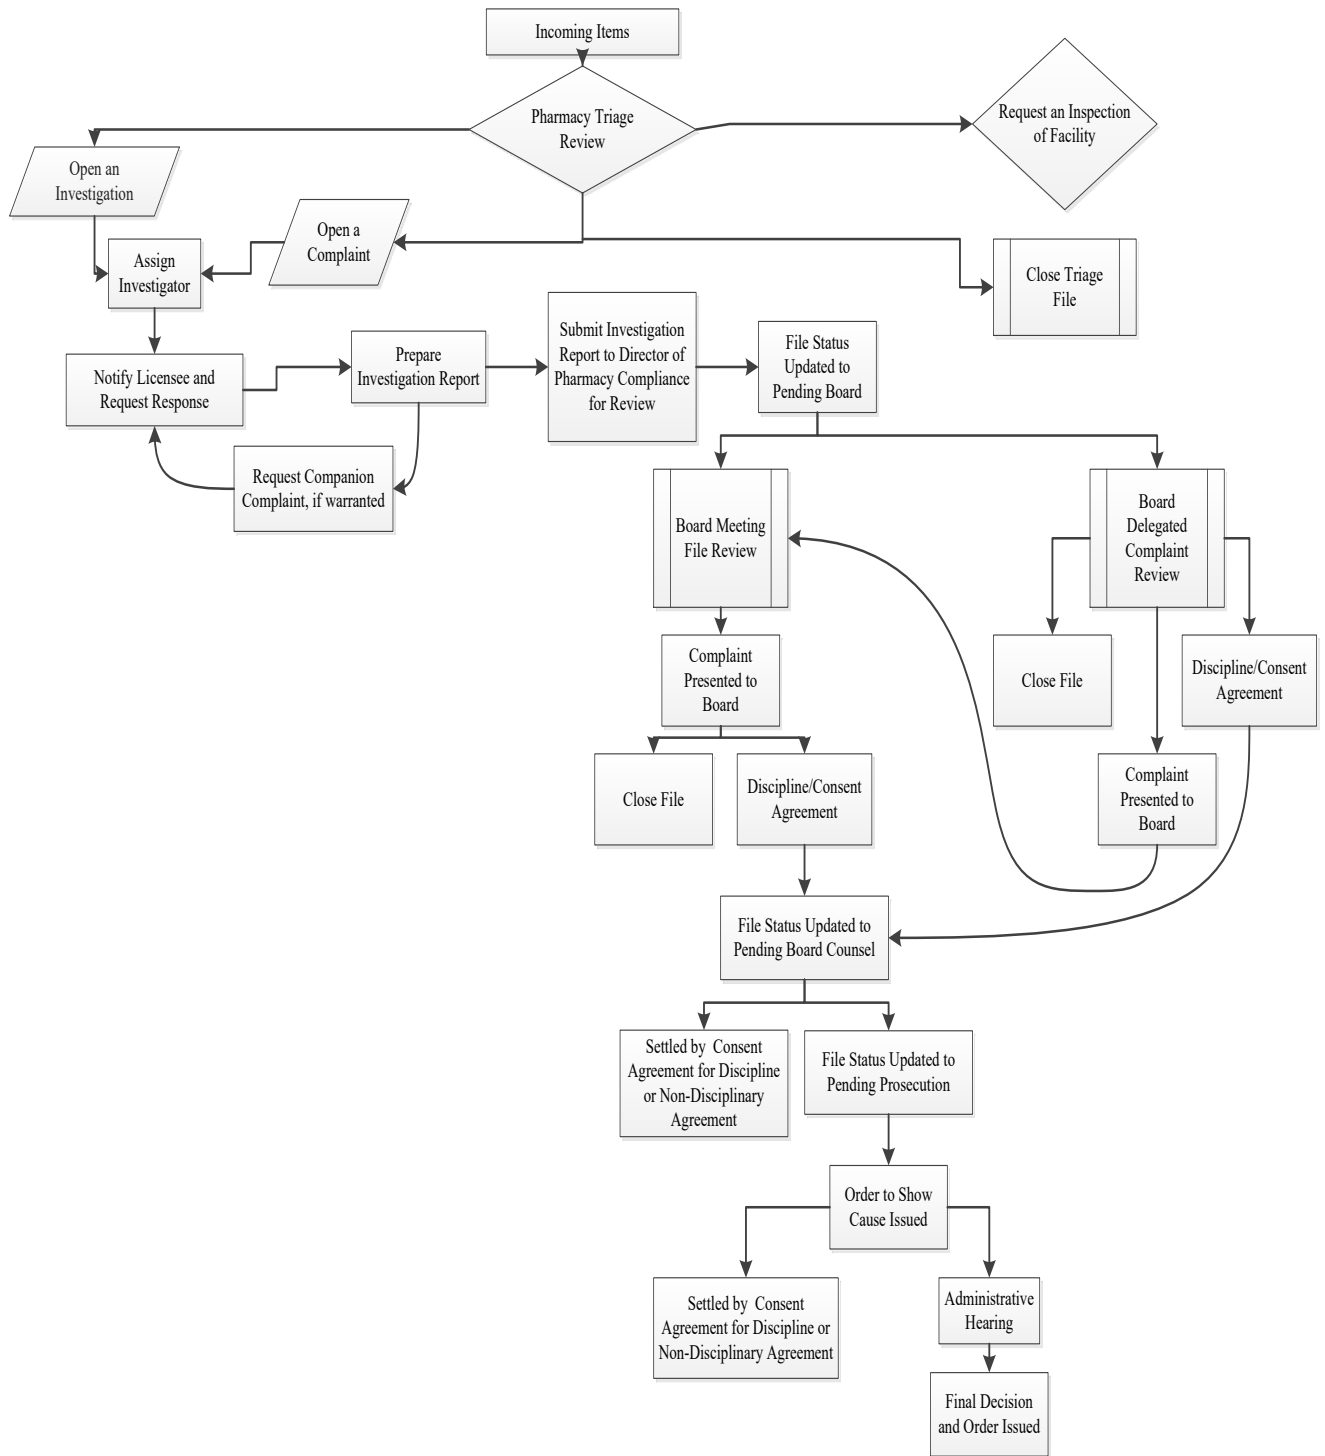 Incoming Items
Pharmacy Triage
Review
Request an Inspection
of Facility
Open an
Investigation
Open a
Complaint
Assign
Investigator
Close Triage
File
Notify Licensee and
Request Response
Prepare
Investigation Report
Submit Investigation
Report to Director of
Pharmacy Compliance
for Review
File Status
Updated to
Pending Board
Request Companion
Complaint, if warranted
Board Meeting
File Review
Board
Delegated
Complaint
Review
Complaint
Presented to
Board
Close File
Discipline/Consent
Agreement
Close File
Discipline/Consent
Agreement
Complaint
Presented to
Board
File Status Updated to
Pending Board Counsel
Settled by  Consent
Agreement for Discipline
or Non-Disciplinary
Agreement
File Status Updated to
Pending Prosecution
Order to Show
Cause Issued
Settled by  Consent
Agreement for Discipline or
Non-Disciplinary Agreement
Administrative
Hearing
Final Decision
and Order Issued